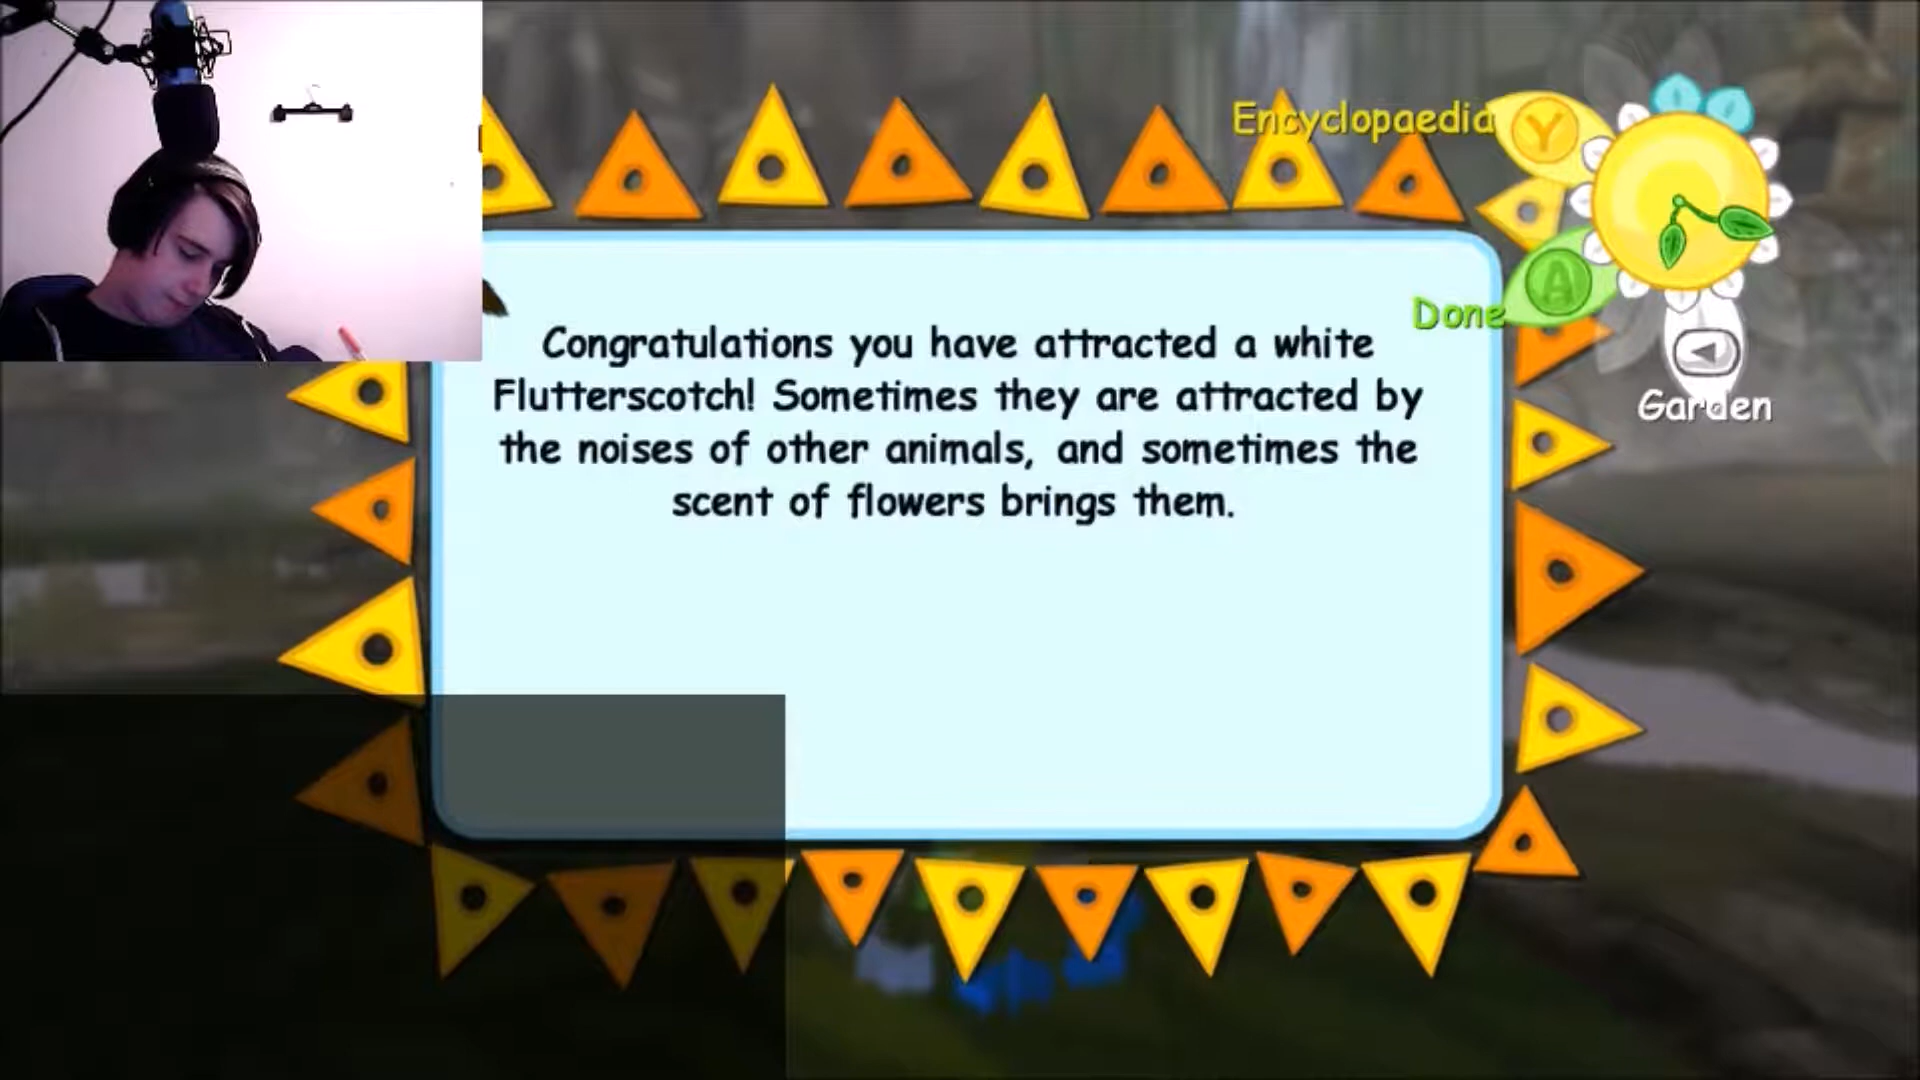 Encyclopaedia
Y
A
Done
Garden
Congratulations you have attracted a white
Flutterscotch! Sometimes they are attracted by
the noises of other animals, and sometimes the
scent of flowers brings them.